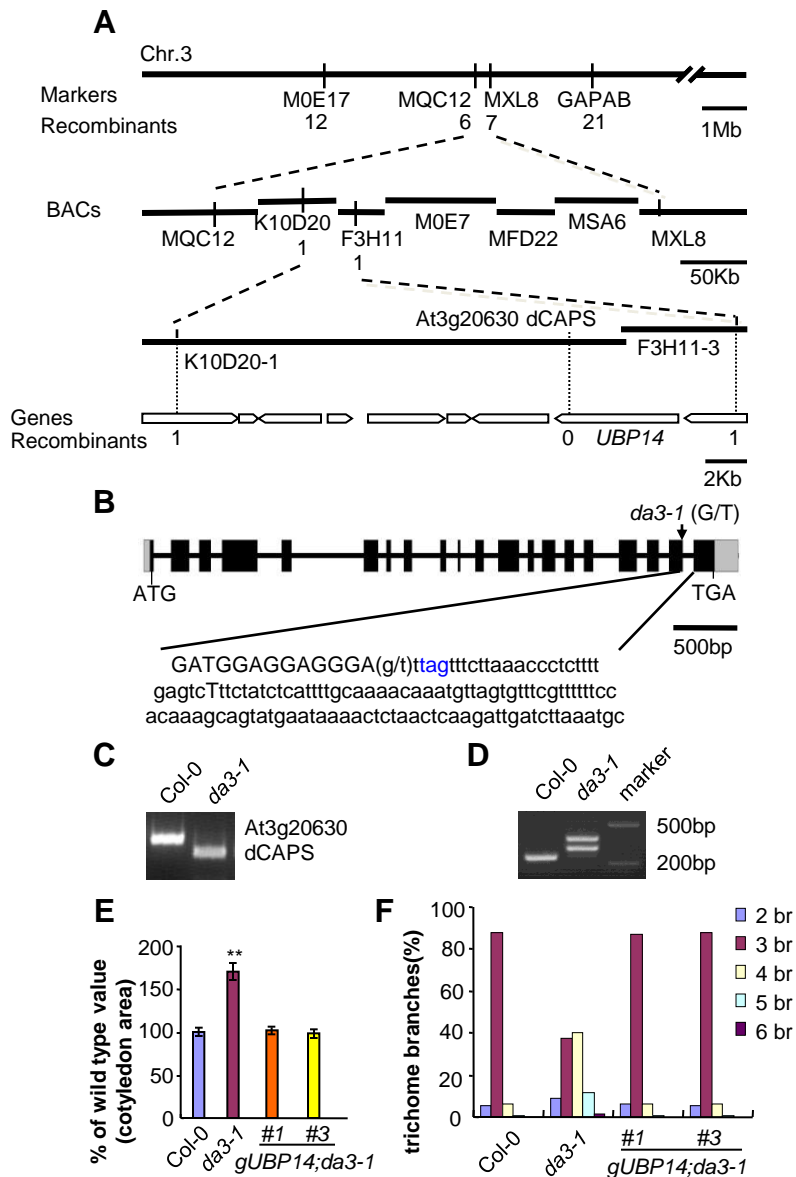 A
Chr.3
Markers
M0E17 MQC12 MXL8 GAPAB
Recombinants
12 6 7 21
1Mb
BACs
MQC12 K10D20 F3H11 M0E7 MFD22 MSA6 MXL8
1 1
50Kb
At3g20630 dCAPS
K10D20-1
F3H11-3
Genes
Recombinants
1 0 UBP14 1
2Kb
B
da3-1 (G/T)
ATG
TGA
500bp
GATGGAGGAGGGA(g/t)ttagtttcttaaaccctctttt
gagtcTttctatctcattttgcaaaacaaatgttagtgtttcgttttttcc
acaaagcagtatgaataaaactctaactcaagattgatcttaaatgc
C
Col-0
da3-1
At3g20630
dCAPS
D
Col-0
da3-1
marker
500bp
200bp
E
% of wild type value
(cotyledon area)
200
150
100
50
0
**
Col-0
da3-1
#1
#3
gUBP14;da3-1
F
trichome branches(%)
100
80
60
40
20
0
Col-0
da3-1
#1
#3
gUBP14;da3-1
2 br
3 br
4 br
5 br
6 br